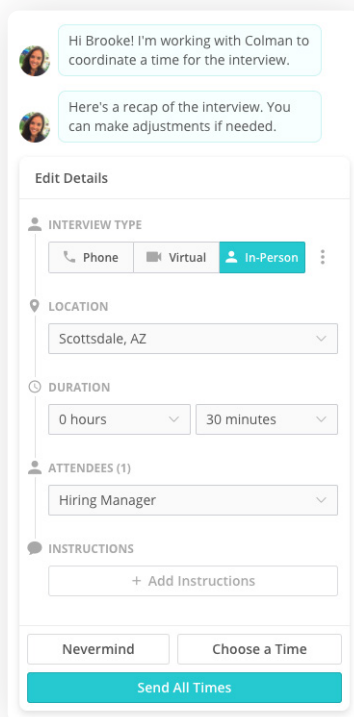 Hi Brooke! I'm working with Colman to
coordinate a time for the interview.
Here's a recap of the interview. You
can make adjustments if needed.
Edit Details
INTERVIEW TYPE
Phone Virtual In-Person
LOCATION
Scottsdale, AZ
DURATION
0 hours 30 minutes
ATTENDEES (1)
Hiring Manager
INSTRUCTIONS
+ Add Instructions
Nevermind Choose a Time
Send All Times